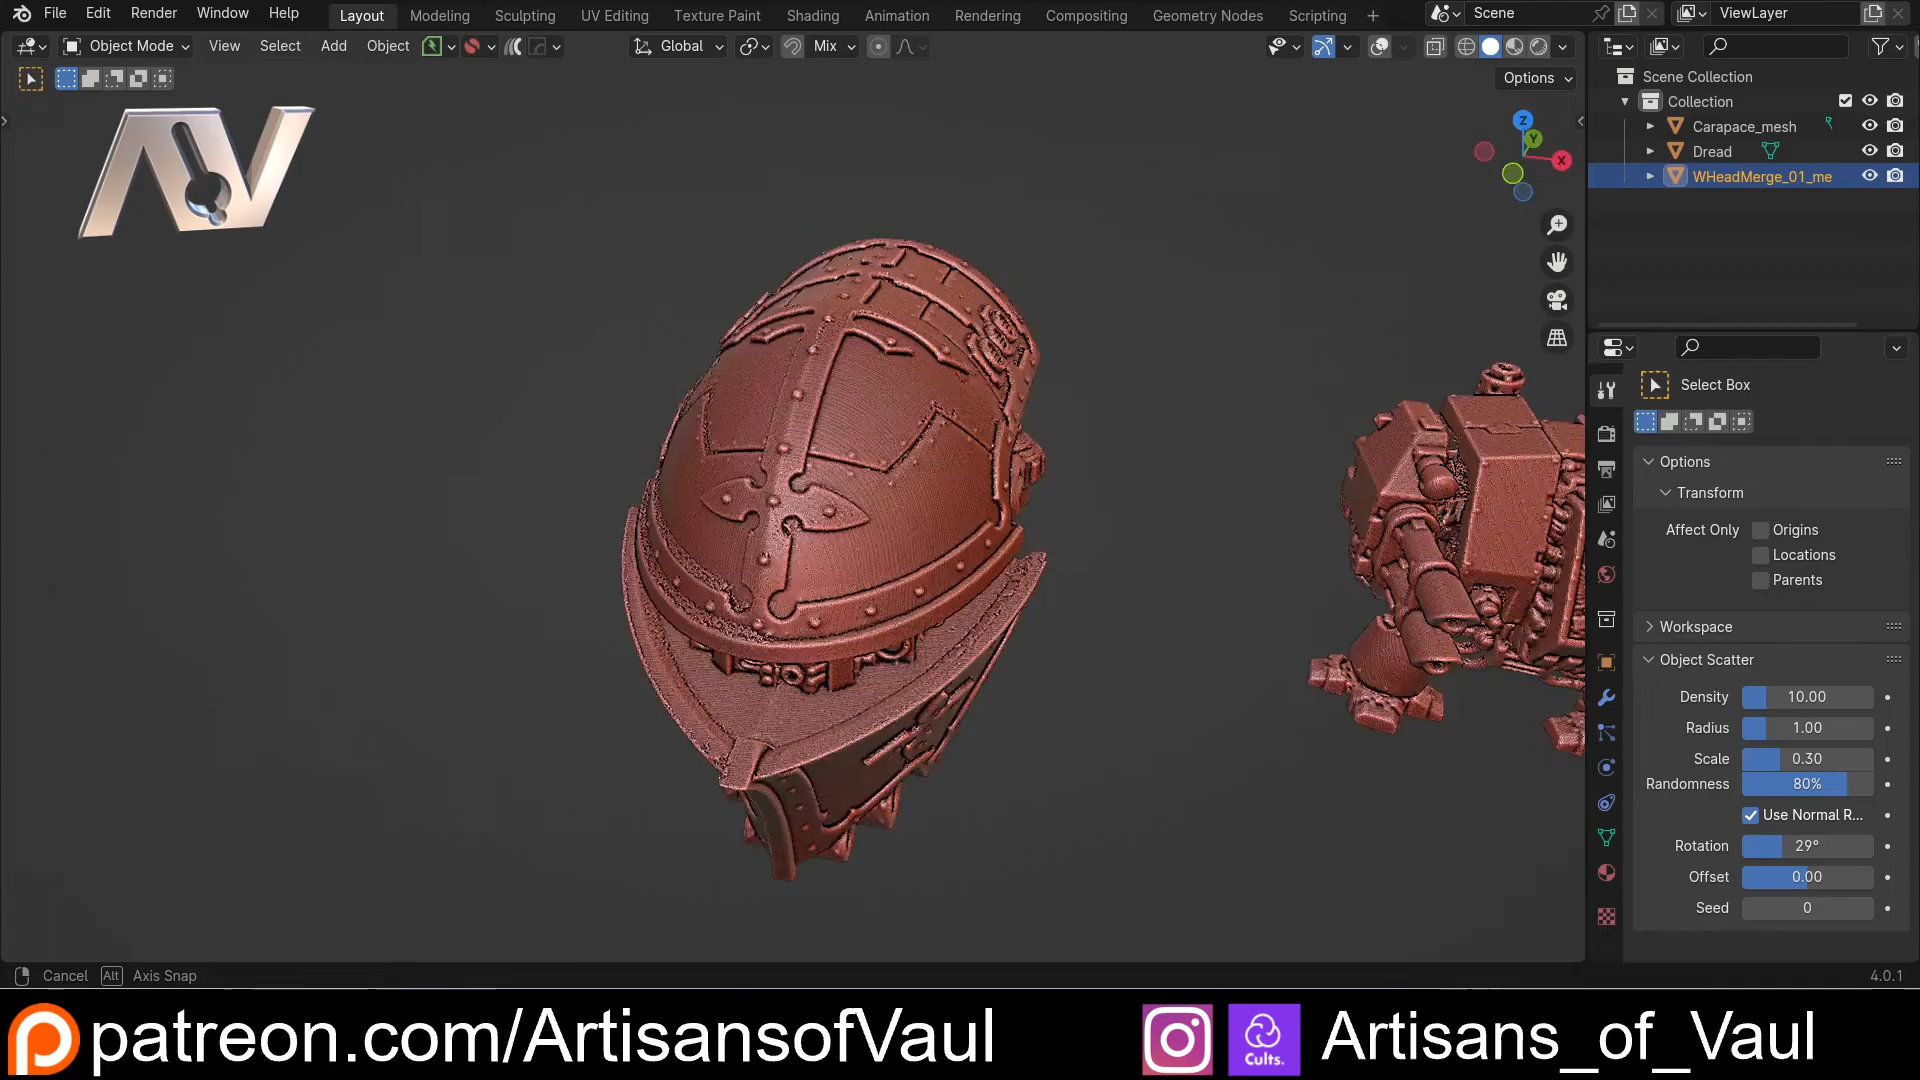 File Edit Render Window Help Layout Modeling Sculpting UV Editing Texture Paint Shading Animation Rendering Compositing Geometry Nodes Scripting + Scene ViewLayer
Object Mode View Select Add Object Global Mix
Options
Scene Collection
Collection
Carapace_mesh
Dread
WHeadMerge_01_me
Z
Y
X
AV
Select Box
Options
Transform
Affect Only Origins
Locations
Parents
Workspace
Object Scatter
Density 10.00
Radius 1.00
Scale 0.30
Randomness 80%
Use Normal R...
Rotation 29°
Offset 0.00
Seed 0
Cancel Alt Axis Snap 4.0.1
patreon.com/ArtisansofVaul Cults. Artisans_of_Vaul